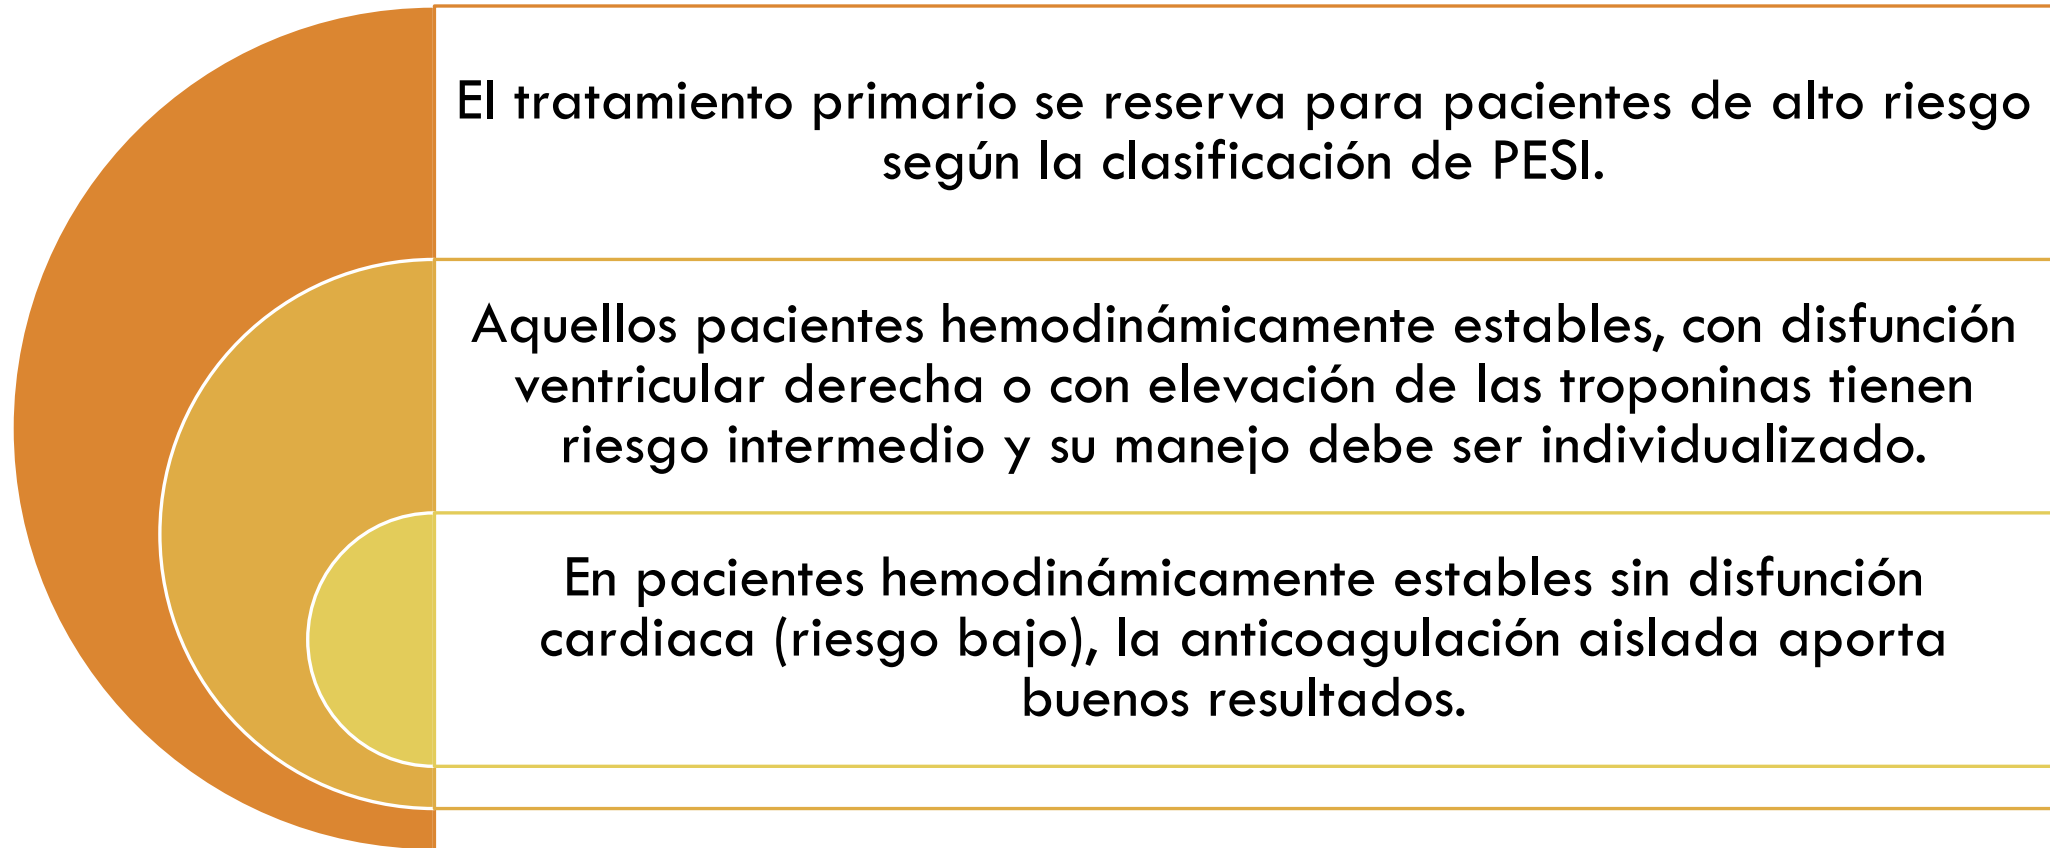 El tratamiento primario se reserva para pacientes de alto riesgo
según la clasificación de PESI.
Aquellos pacientes hemodinámicamente estables, con disfunción
ventricular derecha o con elevación de las troponinas tienen
riesgo intermedio y su manejo debe ser individualizado.
En pacientes hemodinámicamente estables sin disfunción
cardiaca (riesgo bajo), la anticoagulación aislada aporta
buenos resultados.